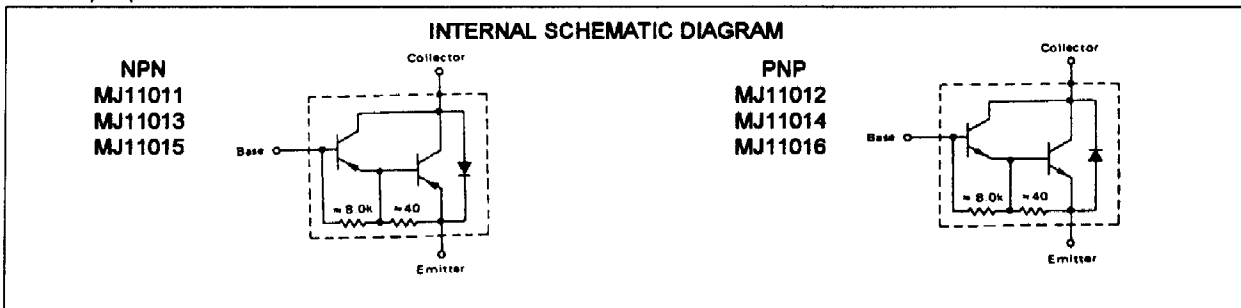 INTERNAL SCHEMATIC DIAGRAM
NPN
MJ11011
MJ11013
MJ11015
Collector
Base
≈ 8.0k
≈ 40
Emitter
PNP
MJ11012
MJ11014
MJ11016
Collector
Base
≈ 8.0k
≈ 40
Emitter